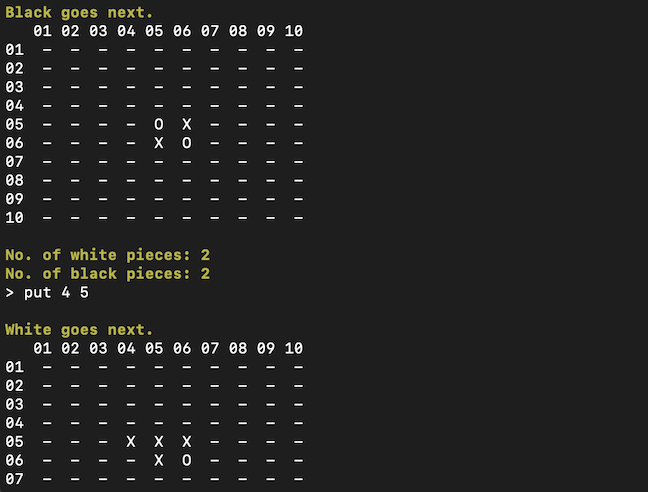 Black goes next.
01 02 03 04 05 06 07 08 09 10
01 - - - - - - - - - -
02 - - - - - - - - - -
03 - - - - - - - - - -
04 - - - - - - - - - -
05 - - - - O X - - - -
06 - - - - X O - - - -
07 - - - - - - - - - -
08 - - - - - - - - - -
09 - - - - - - - - - -
10 - - - - - - - - - -
No. of white pieces: 2
No. of black pieces: 2
> put 4 5
White goes next.
01 02 03 04 05 06 07 08 09 10
01 - - - - - - - - - -
02 - - - - - - - - - -
03 - - - - - - - - - -
04 - - - - - - - - - -
05 - - - X X X - - - -
06 - - - - X O - - - -
07 - - - - - - - - - -